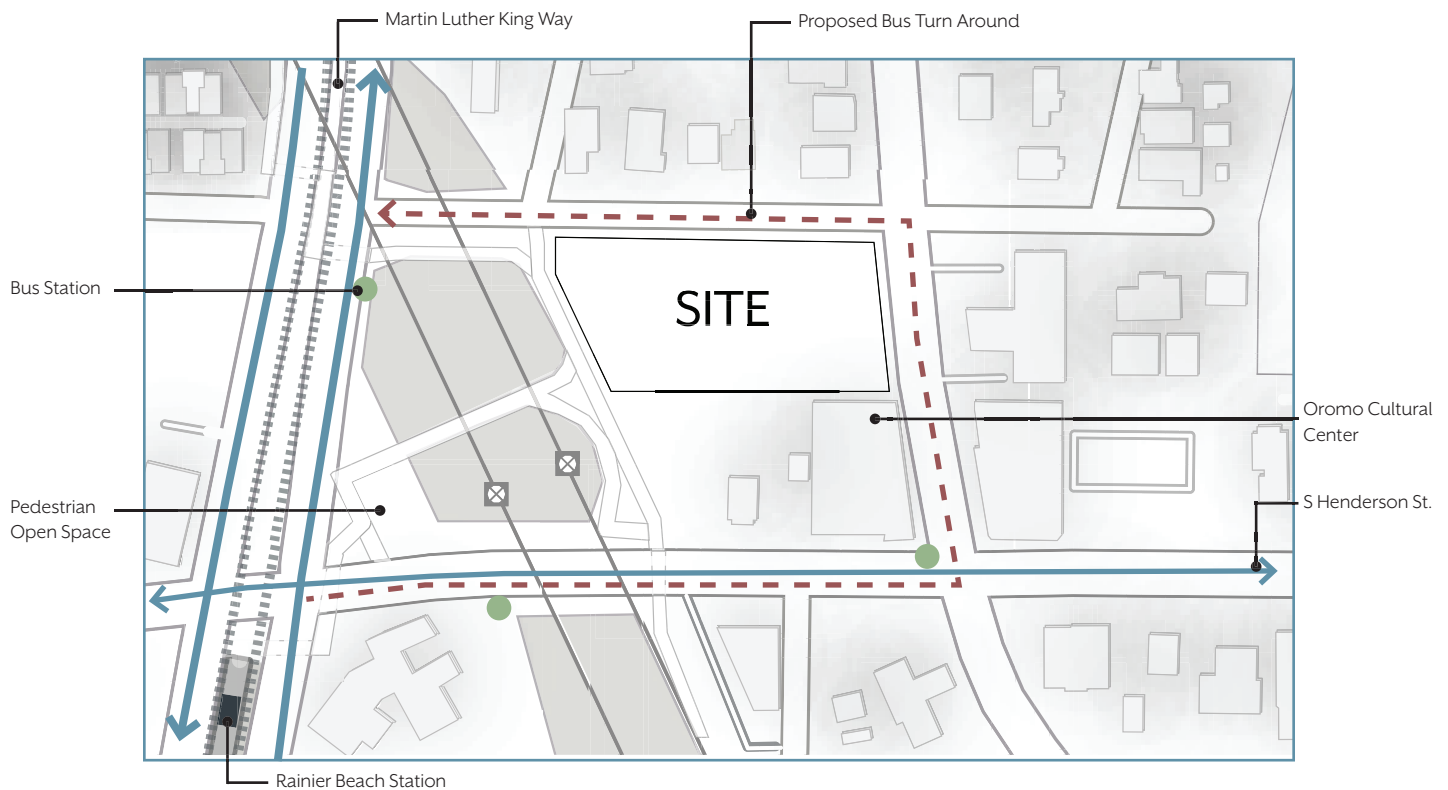 Martin Luther King Way
Proposed Bus Turn Around
SITE
Bus Station
Oromo Cultural
Center
Pedestrian
Open Space
S Henderson St.
Rainier Beach Station